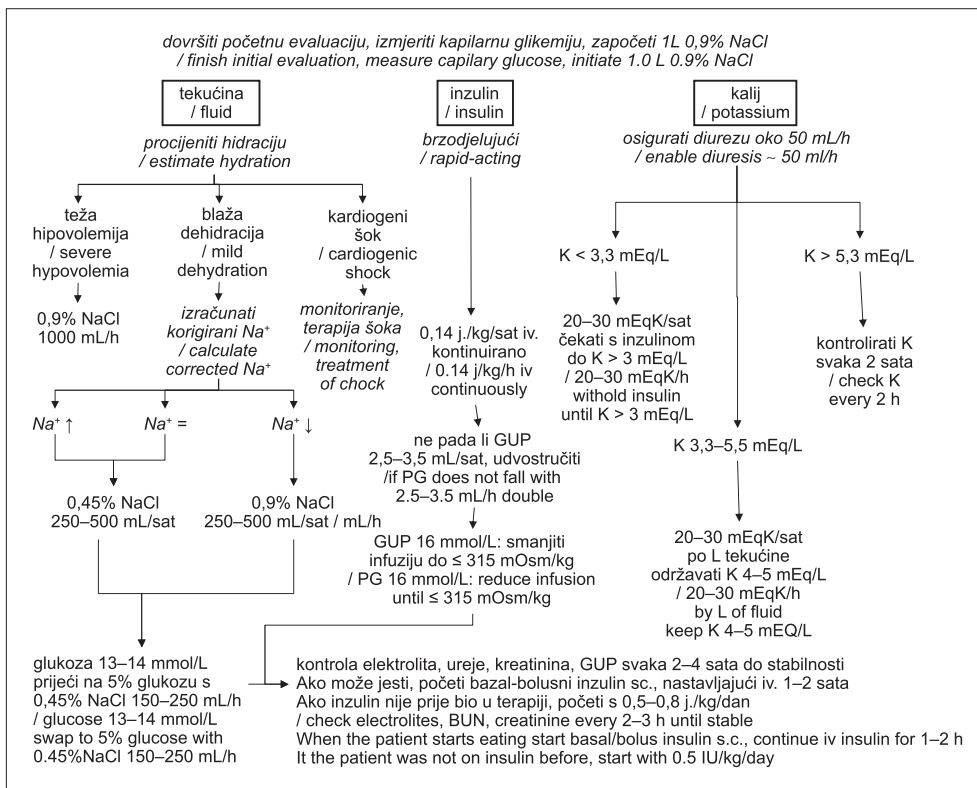 dovršiti početnu evaluaciju, izmjeriti kapilarnu glikemiju, započeti 1L 0,9% NaCl
/ finish initial evaluation, measure capilary glucose, initiate 1.0 L 0.9% NaCl
tekućina
/ fluid
procijeniti hidraciju
/ estimate hydration
teža
hipovolemija
/ severe
hypovolemia
0,9% NaCl
1000 mL/h
blaža
dehidracija
/ mild
dehydration
izračunati
korigirani Na⁺
/ calculate
corrected Na⁺
kardiogeni
šok
/ cardiogenic
shock
monitoriranje,
terapija šoka
/ monitoring,
treatment
of chock
Na⁺ ↑
Na⁺ =
Na⁺ ↓
0,45% NaCl
250–500 mL/sat
0,9% NaCl
250–500 mL/sat / mL/h
glukoza 13–14 mmol/L
prijeći na 5% glukozu s
0,45% NaCl 150–250 mL/h
/ glucose 13–14 mmol/L
swap to 5% glucose with
0.45%NaCl 150–250 mL/h
inzulin
/ insulin
brzodjelujući
/ rapid-acting
0,14 j./kg/sat iv.
kontinuirano
/ 0.14 j/kg/h iv
continuously
ne pada li GUP
2,5–3,5 mL/sat, udvostručiti
/if PG does not fall with
2.5–3.5 mL/h double
GUP 16 mmol/L: smanjiti
infuziju do ≤ 315 mOsm/kg
/ PG 16 mmol/L: reduce infusion
until ≤ 315 mOsm/kg
kalij
/ potassium
osigurati diurezu oko 50 mL/h
/ enable diuresis ~ 50 ml/h
K < 3,3 mEq/L
20–30 mEqK/sat
čekati s inzulinom
do K > 3 mEq/L
/ 20–30 mEqK/h
withold insulin
until K > 3 mEq/L
K 3,3–5,5 mEq/L
20–30 mEqK/sat
po L tekućine
održavati K 4–5 mEq/L
/ 20–30 mEqK/h
by L of fluid
keep K 4–5 mEQ/L
K > 5,3 mEq/L
kontrolirati K
svaka 2 sata
/ check K
every 2 h
kontrola elektrolita, ureje, kreatinina, GUP svaka 2–4 sata do stabilnosti
Ako može jesti, početi bazal-bolusni inzulin sc., nastavljajući iv. 1–2 sata
Ako inzulin nije prije bio u terapiji, početi s 0,5–0,8 j./kg/dan
/ check electrolytes, BUN, creatinine every 2–3 h until stable
When the patient starts eating start basal/bolus insulin s.c., continue iv insulin for 1–2 h
It the patient was not on insulin before, start with 0.5 IU/kg/day